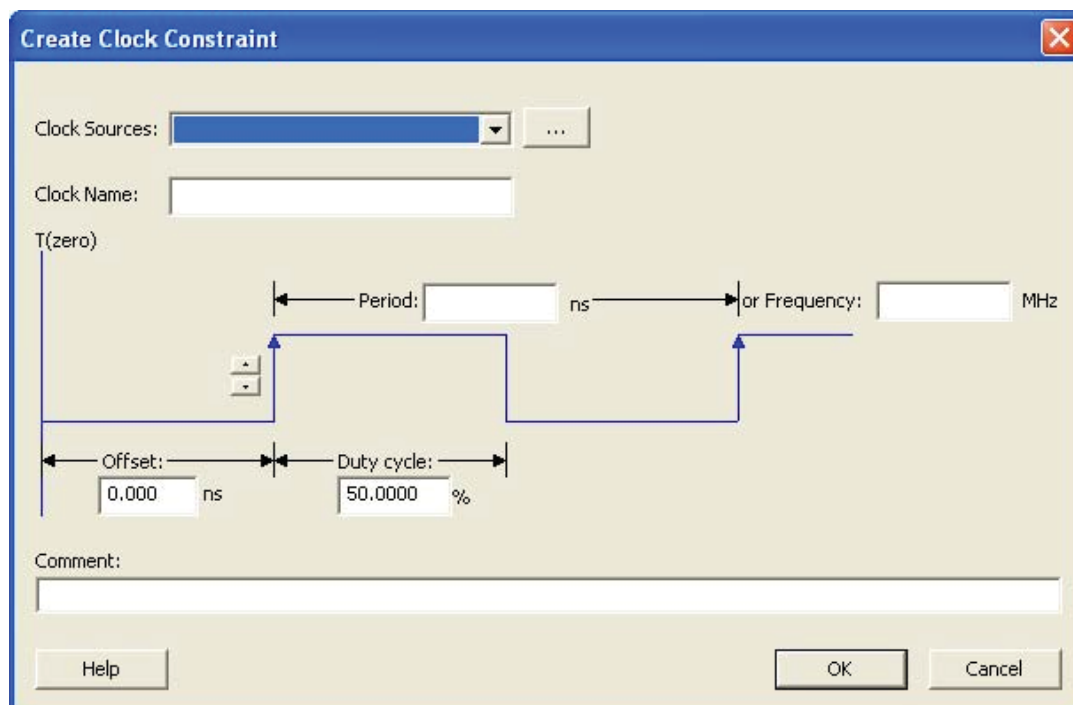 Create Clock Constraint
Clock Sources:
...
Clock Name:
T(zero)
Period: ns or Frequency: MHz
Offset: Duty cycle:
0.000 ns 50.0000 %
Comment:
Help OK Cancel